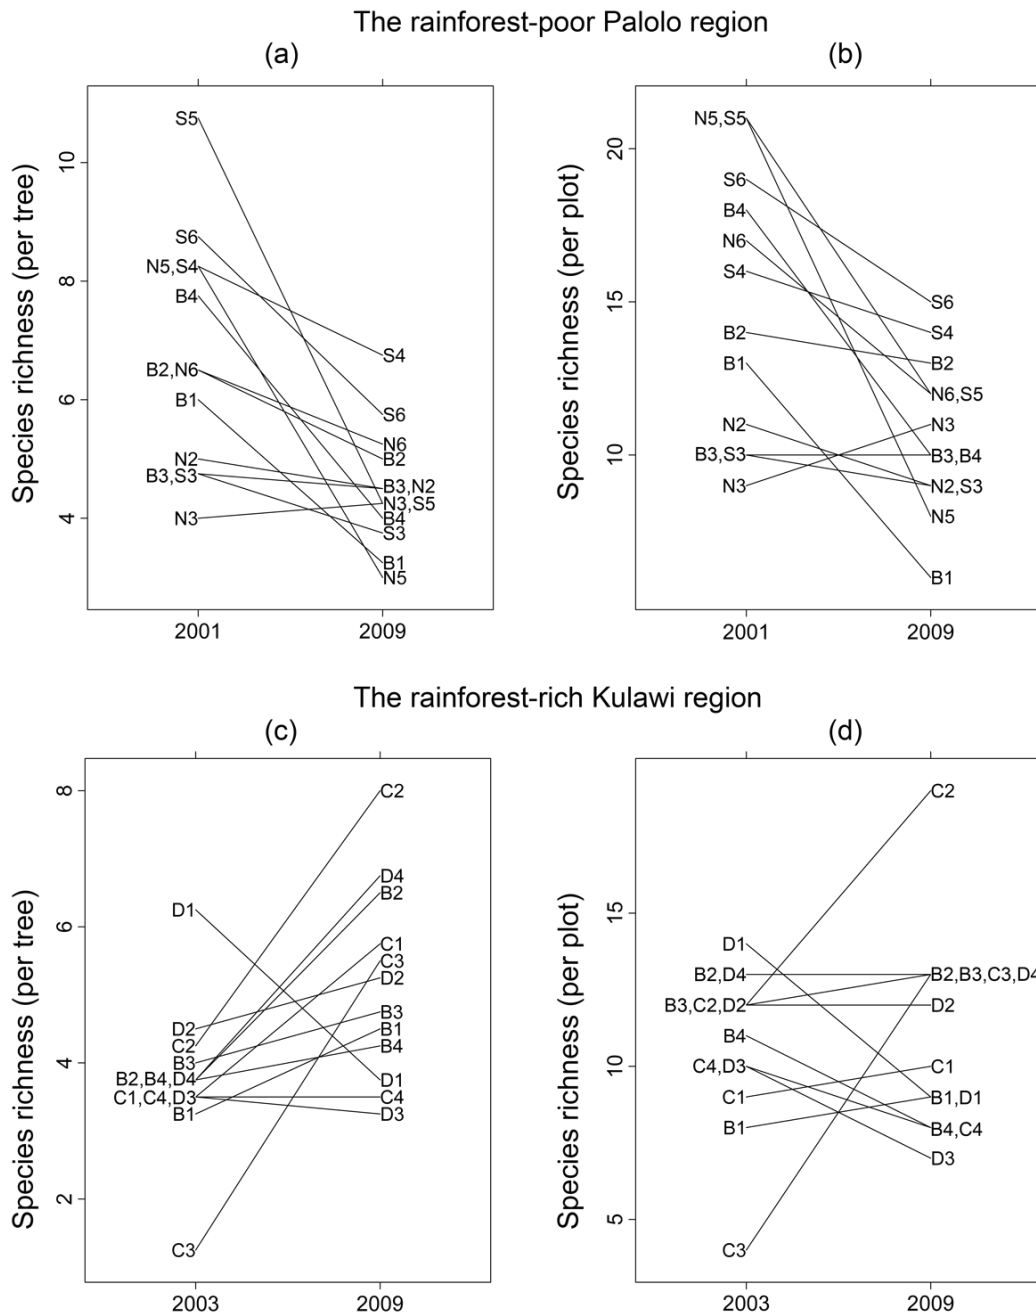 The rainforest-poor Palolo region
(a)
Species richness (per tree)
10
8
6
4
S5
S6
N5,S4
B4
B2,N6
B1
N2
B3,S3
N3
S4
S6
N6
B2
B3,N2
N3,S5
B4
S3
B1
N5
2001
2009
(b)
Species richness (per plot)
20
15
10
N5,S5
S6
B4
N6
S4
B2
B1
N2
B3,S3
N3
S6
S4
B2
N6,S5
N3
B3,B4
N2,S3
N5
B1
2001
2009
The rainforest-rich Kulawi region
(c)
Species richness (per tree)
8
6
4
2
D1
D2
C2
B3
B2,B4,D4
C1,C4,D3
B1
C3
C2
D4
B2
C1
C3
D2
B3
B1
B4
D1
C4
D3
2003
2009
(d)
Species richness (per plot)
15
10
5
D1
B2,D4
B3,C2,D2
B4
C4,D3
C1
B1
C3
C2
B2,B3,C3,D4
D2
C1
B1,D1
B4,C4
D3
2003
2009